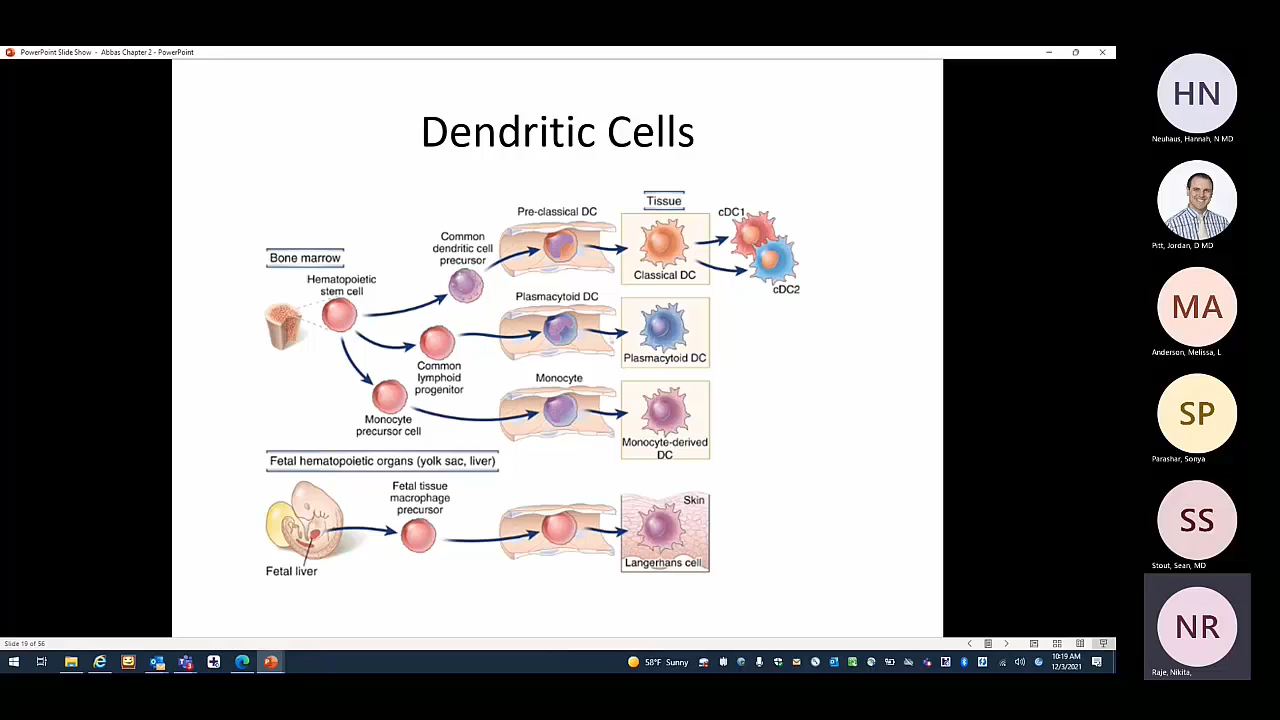 PowerPoint Slide Show - Abbas Chapter 2 - PowerPoint
Dendritic Cells
Bone marrow
Hematopoietic
stem cell
Common
dendritic cell
precursor
Pre-classical DC
Tissue
Classical DC
cDC1
cDC2
Plasmacytoid DC
Plasmacytoid DC
Common
lymphoid
progenitor
Monocyte
Monocyte-derived
DC
Monocyte
precursor cell
Fetal hematopoietic organs (yolk sac, liver)
Fetal tissue
macrophage
precursor
Skin
Langerhans cell
Fetal liver
Slide 19 of 56
58°F Sunny
10:19 AM
12/3/2021
HN
Neuhaus, Hannah, N MD
Pitt, Jordan, D MD
MA
Anderson, Melissa, L
SP
Parashar, Sonya
SS
Stout, Sean, MD
NR
Raje, Nikita,